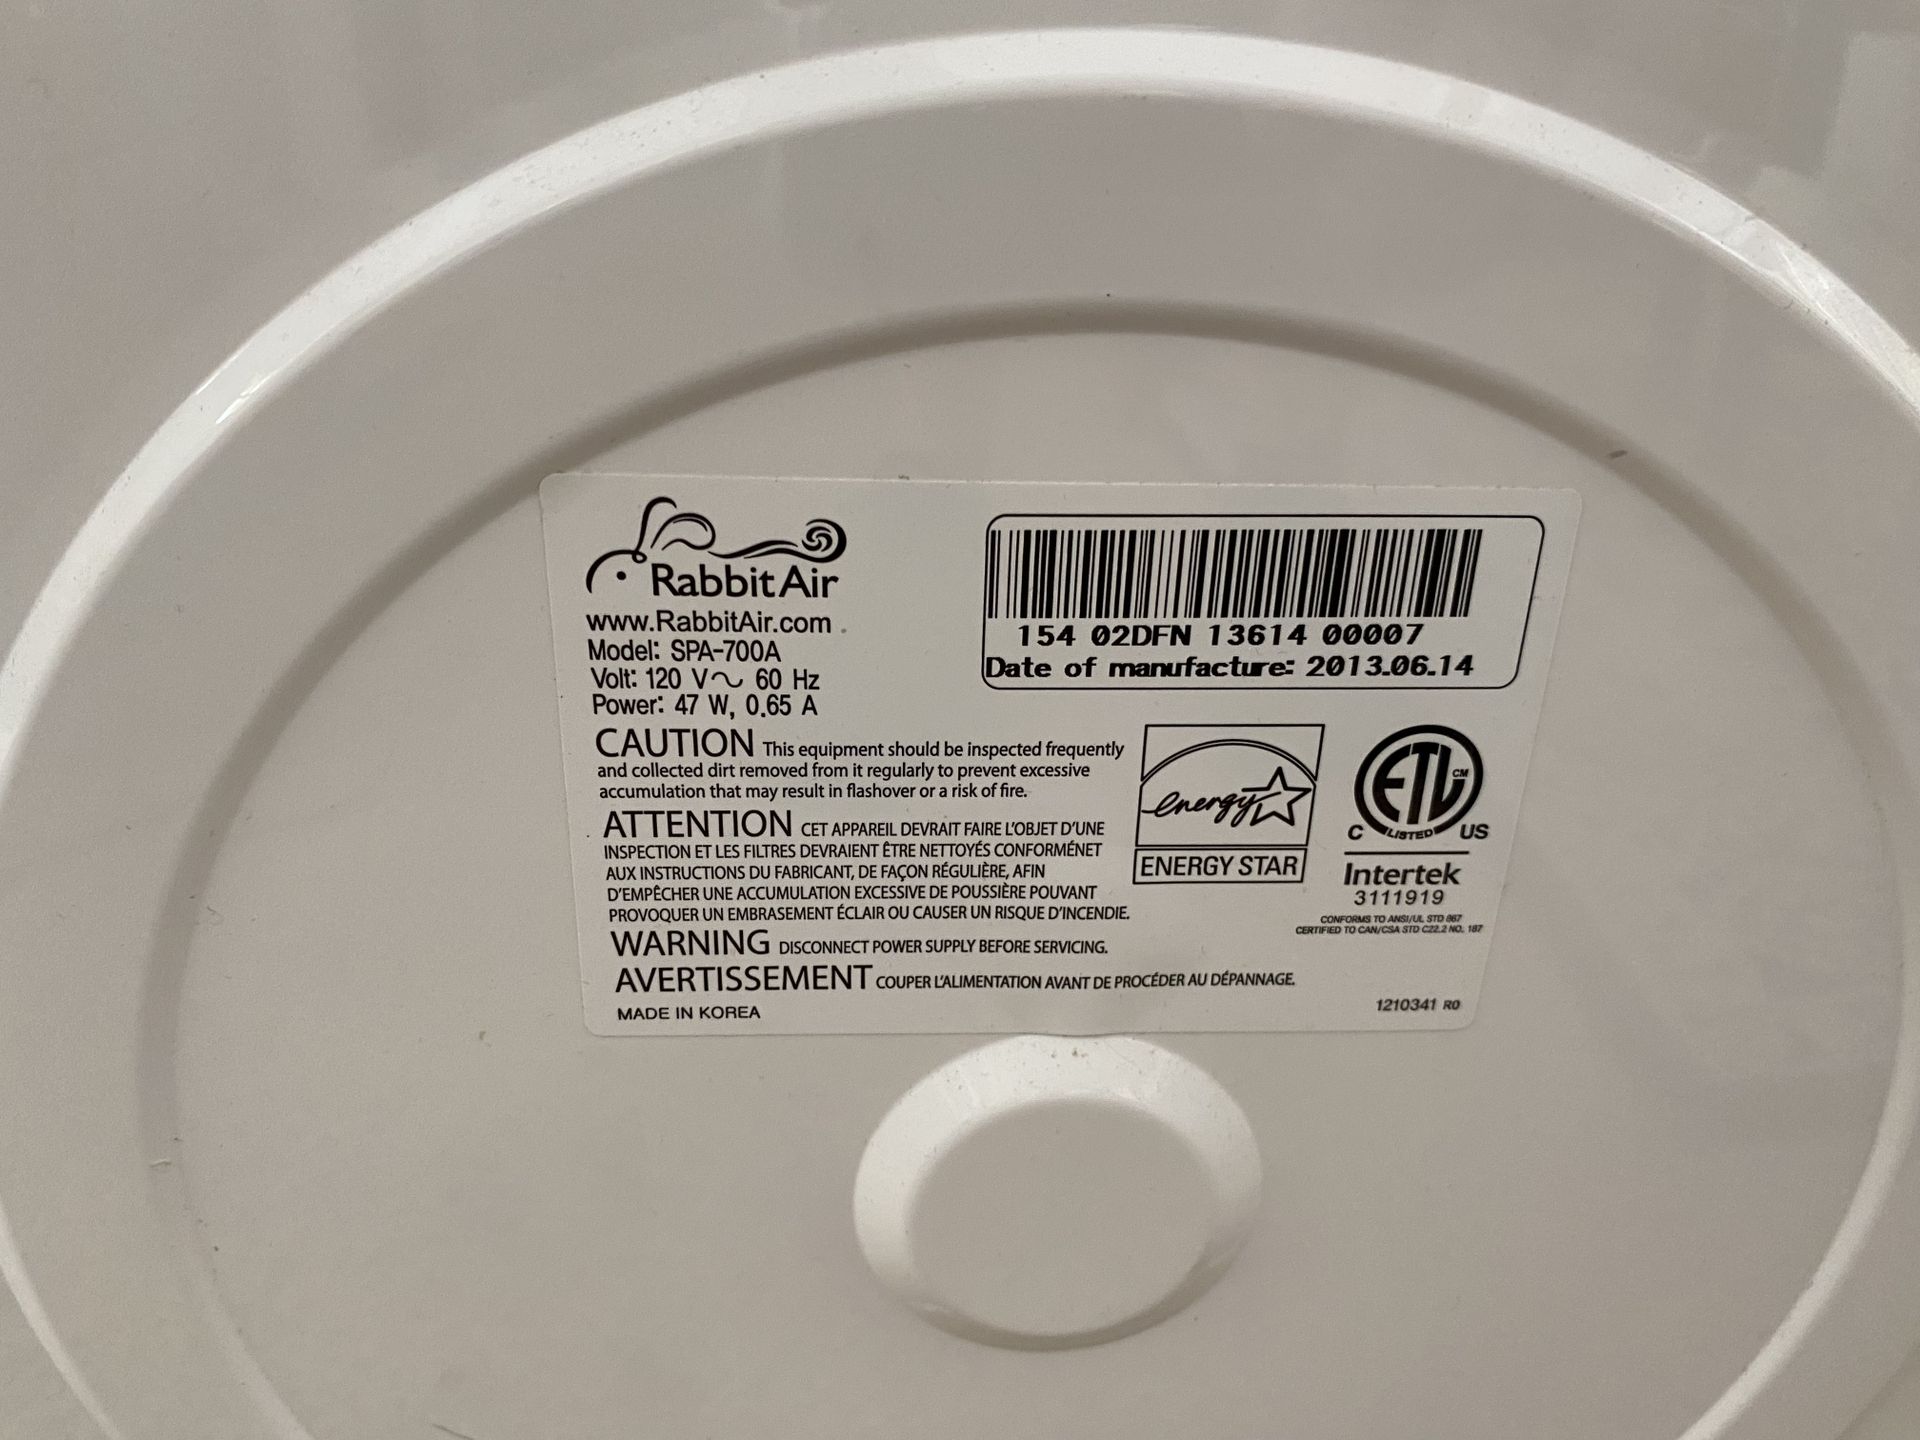 RabbitAir
www.RabbitAir.com
Model: SPA-700A
Volt: 120 V~ 60 Hz
Power: 47 W, 0.65 A
154 02DFN 13614 00007
Date of manufacture: 2013.06.14
CAUTION This equipment should be inspected frequently
and collected dirt removed from it regularly to prevent excessive
accumulation that may result in flashover or a risk of fire.
ATTENTION CET APPAREIL DEVRAIT FAIRE L'OBJET D'UNE
INSPECTION ET LES FILTRES DEVRAIENT ÊTRE NETTOYÉS CONFORMÉNET
AUX INSTRUCTIONS DU FABRICANT, DE FAÇON RÉGULIÈRE, AFIN
D'EMPÊCHER UNE ACCUMULATION EXCESSIVE DE POUSSIÈRE POUVANT
PROVOQUER UN EMBRASEMENT ÉCLAIR OU CAUSER UN RISQUE D'INCENDIE.
WARNING DISCONNECT POWER SUPPLY BEFORE SERVICING.
AVERTISSEMENT COUPER L'ALIMENTATION AVANT DE PROCÉDER AU DÉPANNAGE.
MADE IN KOREA
energy
ENERGY STAR
ETL CM
C LISTED US
Intertek
3111919
CONFORMS TO ANSI/UL STD 867
CERTIFIED TO CAN/CSA STD C22.2 NO. 187
1210341 R0